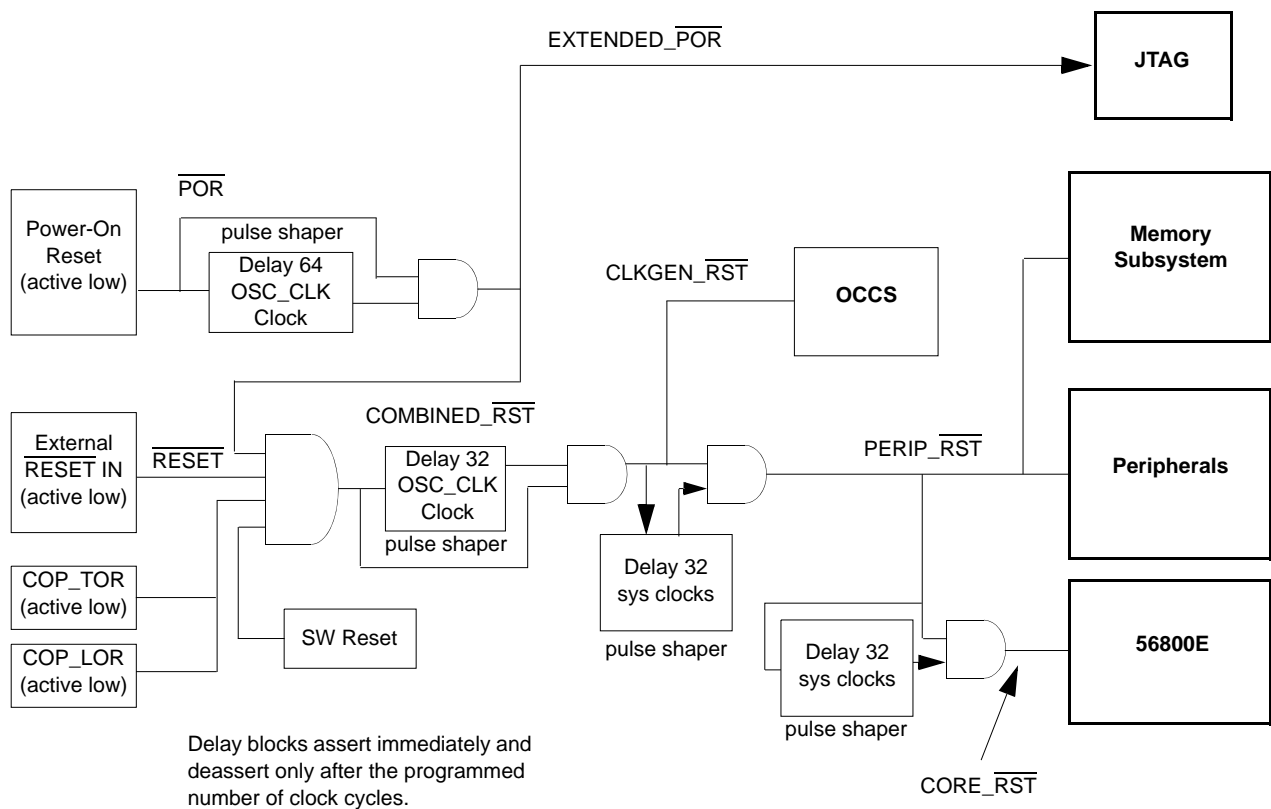 EXTENDED_POR
JTAG
POR
Power-On
Reset
(active low)
pulse shaper
Delay 64
OSC_CLK
Clock
CLKGEN_RST
OCCS
Memory
Subsystem
External
RESET IN
(active low)
RESET
COMBINED_RST
Delay 32
OSC_CLK
Clock
pulse shaper
PERIP_RST
Peripherals
COP_TOR
(active low)
SW Reset
Delay 32
sys clocks
pulse shaper
COP_LOR
(active low)
Delay 32
sys clocks
pulse shaper
56800E
CORE_RST
Delay blocks assert immediately and
deassert only after the programmed
number of clock cycles.